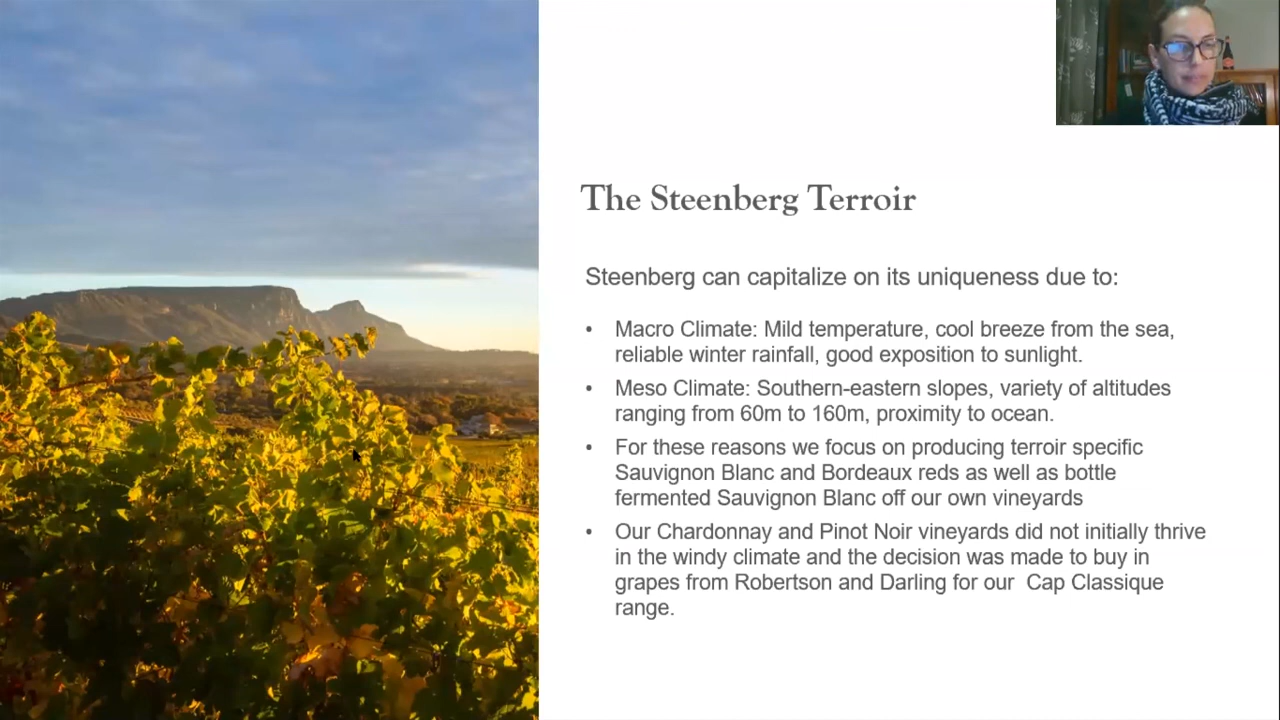 The Steenberg Terroir
Steenberg can capitalize on its uniqueness due to:
• Macro Climate: Mild temperature, cool breeze from the sea,
reliable winter rainfall, good exposition to sunlight.
• Meso Climate: Southern-eastern slopes, variety of altitudes
ranging from 60m to 160m, proximity to ocean.
• For these reasons we focus on producing terroir specific
Sauvignon Blanc and Bordeaux reds as well as bottle
fermented Sauvignon Blanc off our own vineyards
• Our Chardonnay and Pinot Noir vineyards did not initially thrive
in the windy climate and the decision was made to buy in
grapes from Robertson and Darling for our  Cap Classique
range.